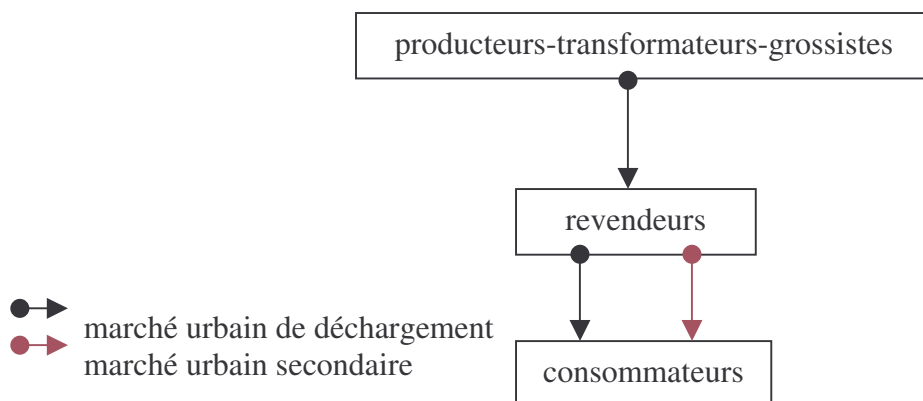 producteurs-transformateurs-grossistes
revendeurs
marché urbain de déchargement
marché urbain secondaire
consommateurs